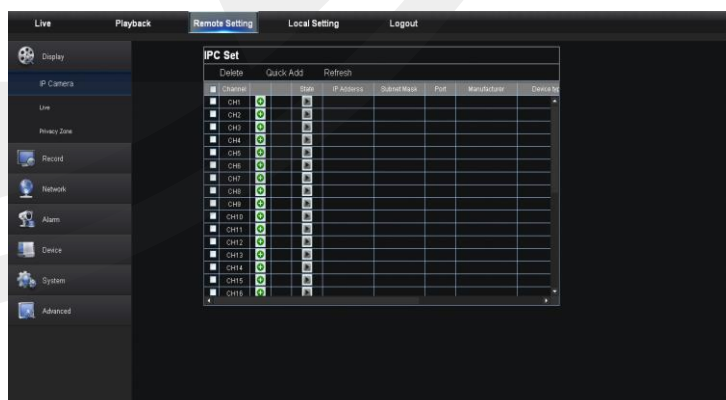 Live Playback Remote Setting Local Setting Logout
Display
IP Camera
Live
Privacy Zone
Record
Network
Alarm
Device
System
Advanced
IPC Set
Delete Quick Add Refresh
Channel State IP Address Subnet Mask Port Manufacturer Device typ
CH1
CH2
CH3
CH4
CH5
CH6
CH7
CH8
CH9
CH10
CH11
CH12
CH13
CH14
CH15
CH16